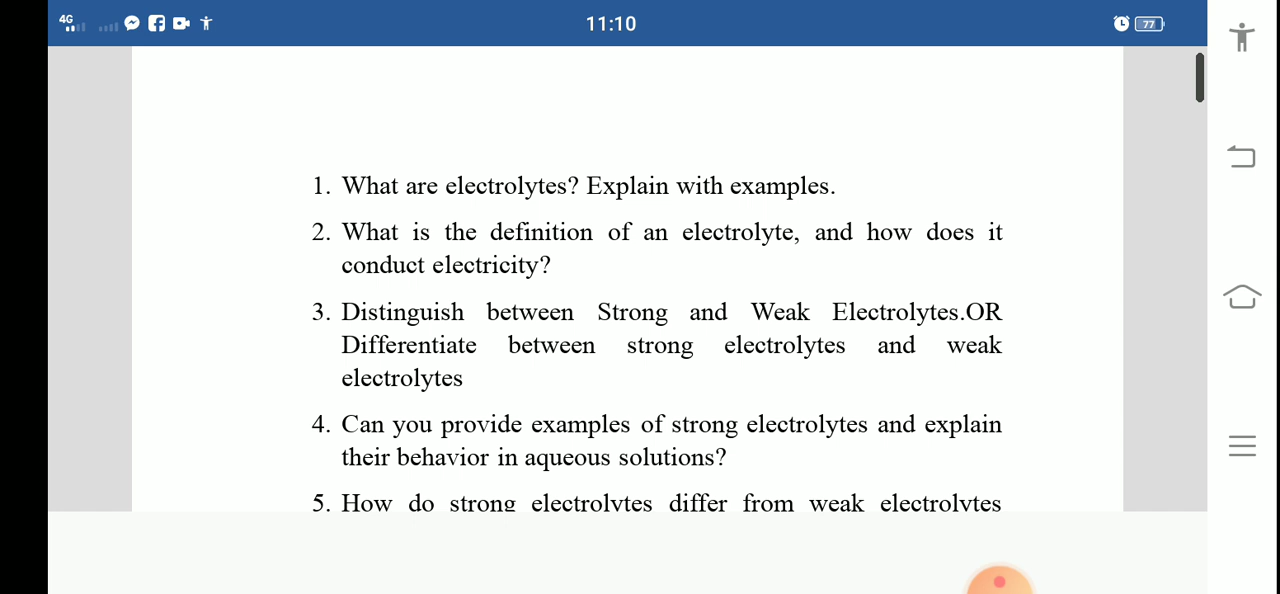 4G
11:10
77
1. What are electrolytes? Explain with examples.
2. What is the definition of an electrolyte, and how does it
conduct electricity?
3. Distinguish between Strong and Weak Electrolytes.OR
Differentiate between strong electrolytes and weak
electrolytes
4. Can you provide examples of strong electrolytes and explain
their behavior in aqueous solutions?
5. How do strong electrolytes differ from weak electrolytes